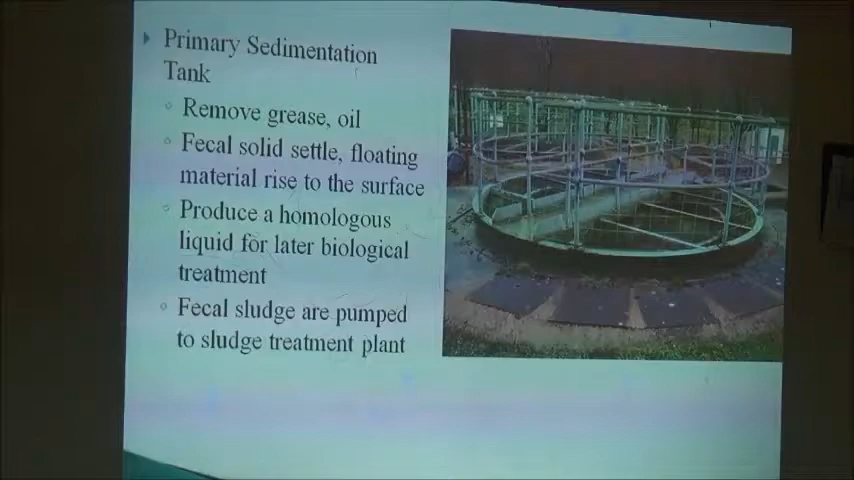 Primary Sedimentation
Tank
Remove grease, oil
Fecal solid settle, floating
material rise to the surface
Produce a homologous
liquid for later biological
treatment
Fecal sludge are pumped
to sludge treatment plant